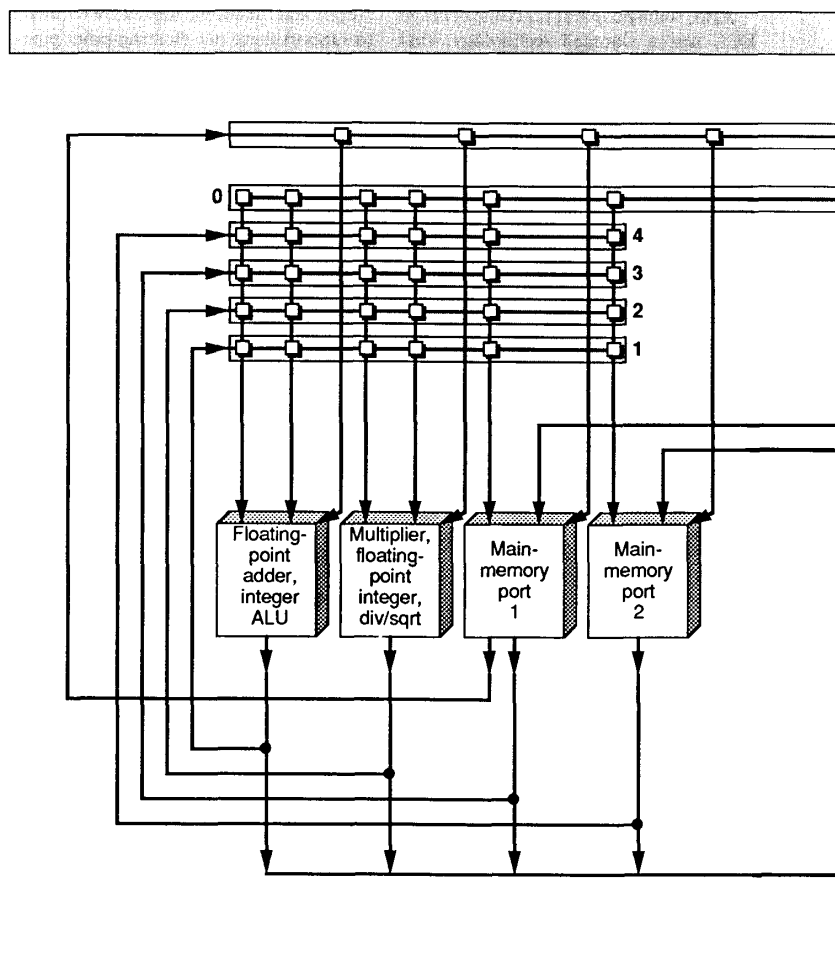 0
4
3
2
1
Floating-
point
adder,
integer
ALU
Multiplier,
floating-
point
integer,
div/sqrt
Main-
memory
port
1
Main-
memory
port
2